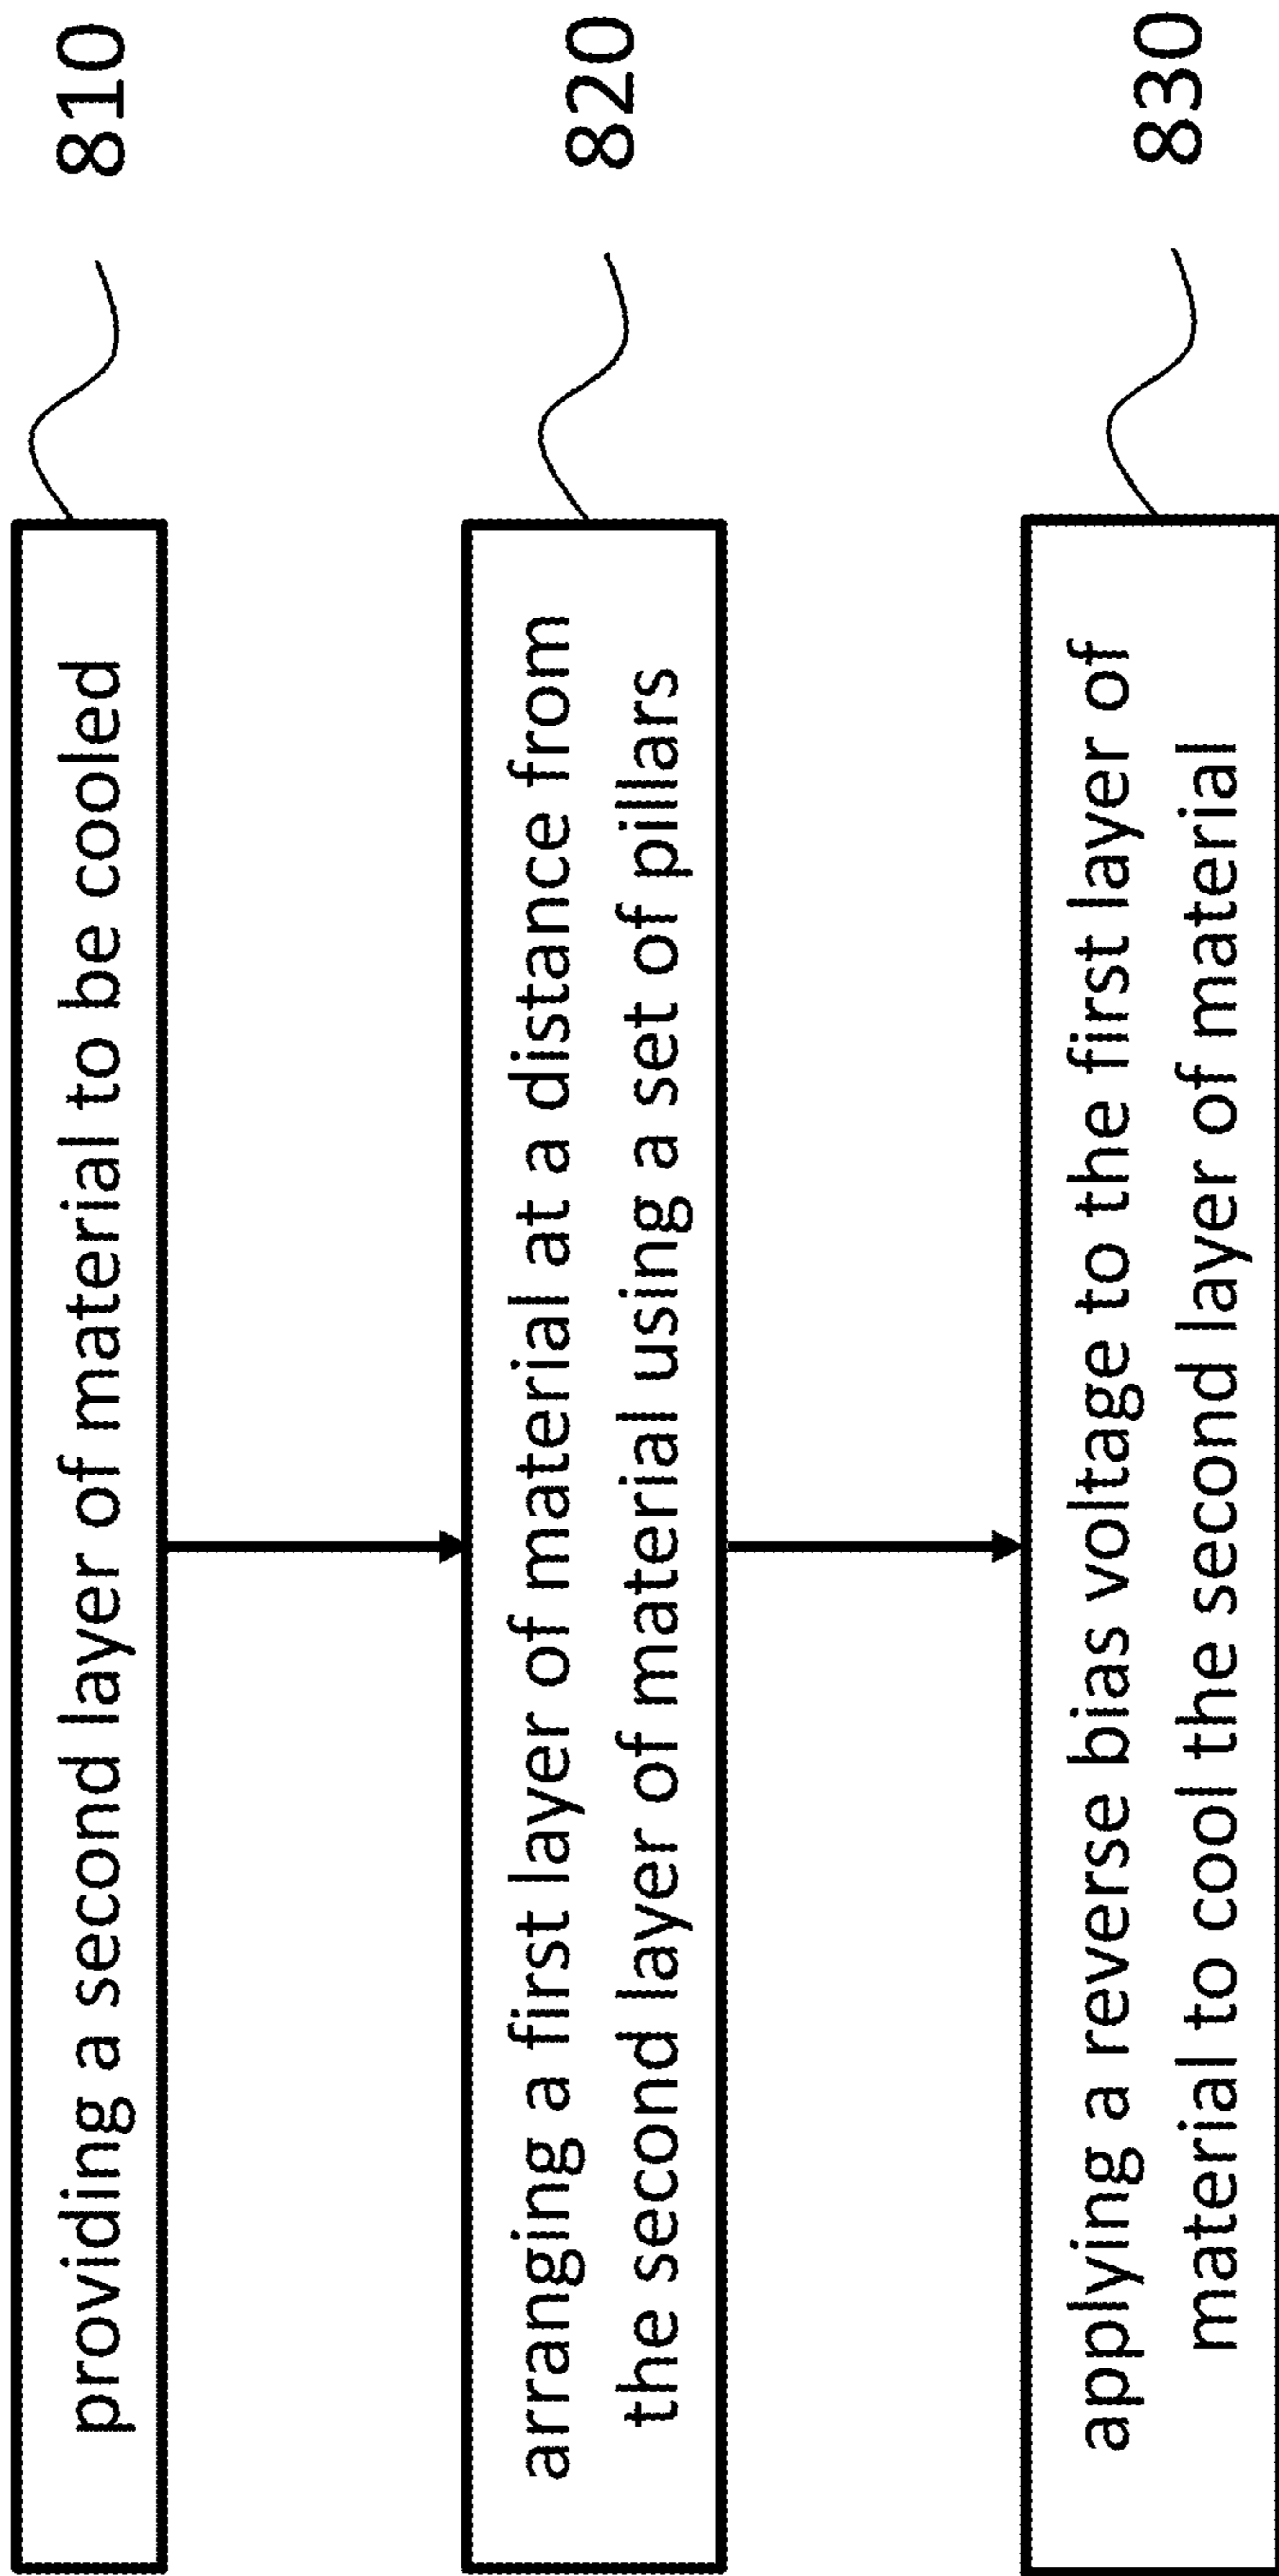 providing a second layer of material to be cooled
810
arranging a first layer of material at a distance from
the second layer of material using a set of pillars
820
applying a reverse bias voltage to the first layer of
material to cool the second layer of material
830